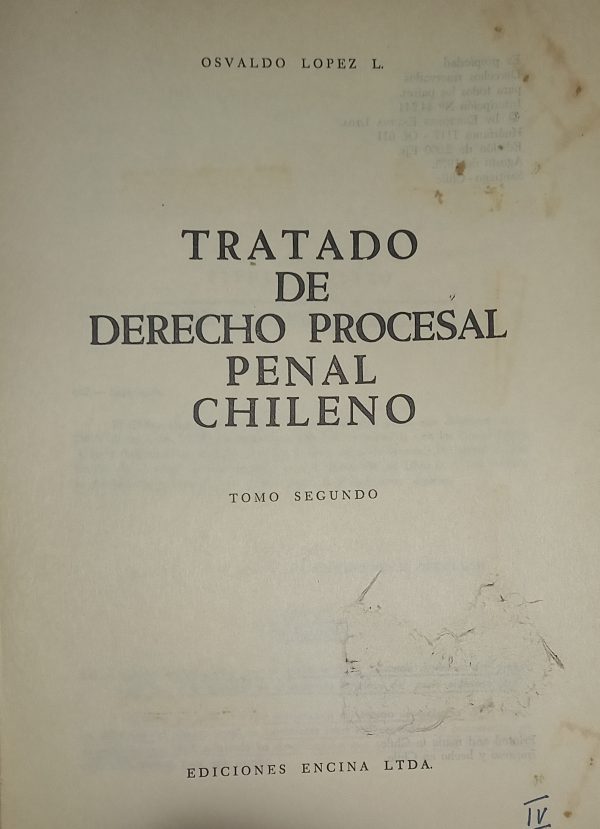 OSVALDO LOPEZ L.
TRATADO
DE
DERECHO PROCESAL
PENAL
CHILENO
TOMO SEGUNDO
EDICIONES ENCINA LTDA.
IV